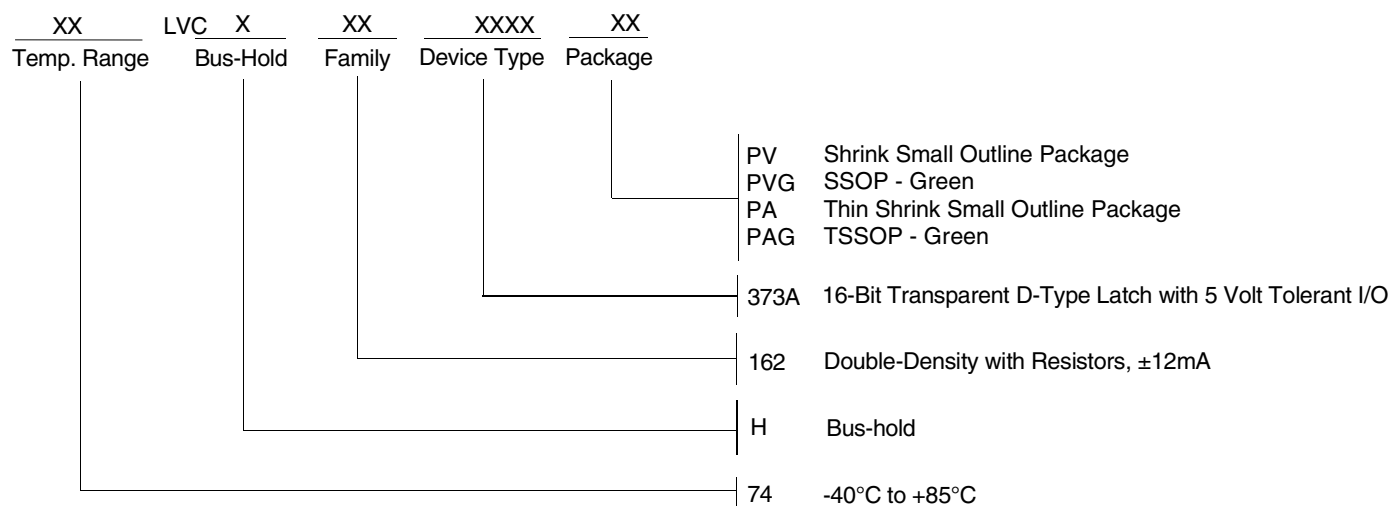 XX LVC X XX XXXX XX
Temp. Range Bus-Hold Family Device Type Package
PV Shrink Small Outline Package
PVG SSOP - Green
PA Thin Shrink Small Outline Package
PAG TSSOP - Green
373A 16-Bit Transparent D-Type Latch with 5 Volt Tolerant I/O
162 Double-Density with Resistors, ±12mA
H Bus-hold
74 -40°C to +85°C